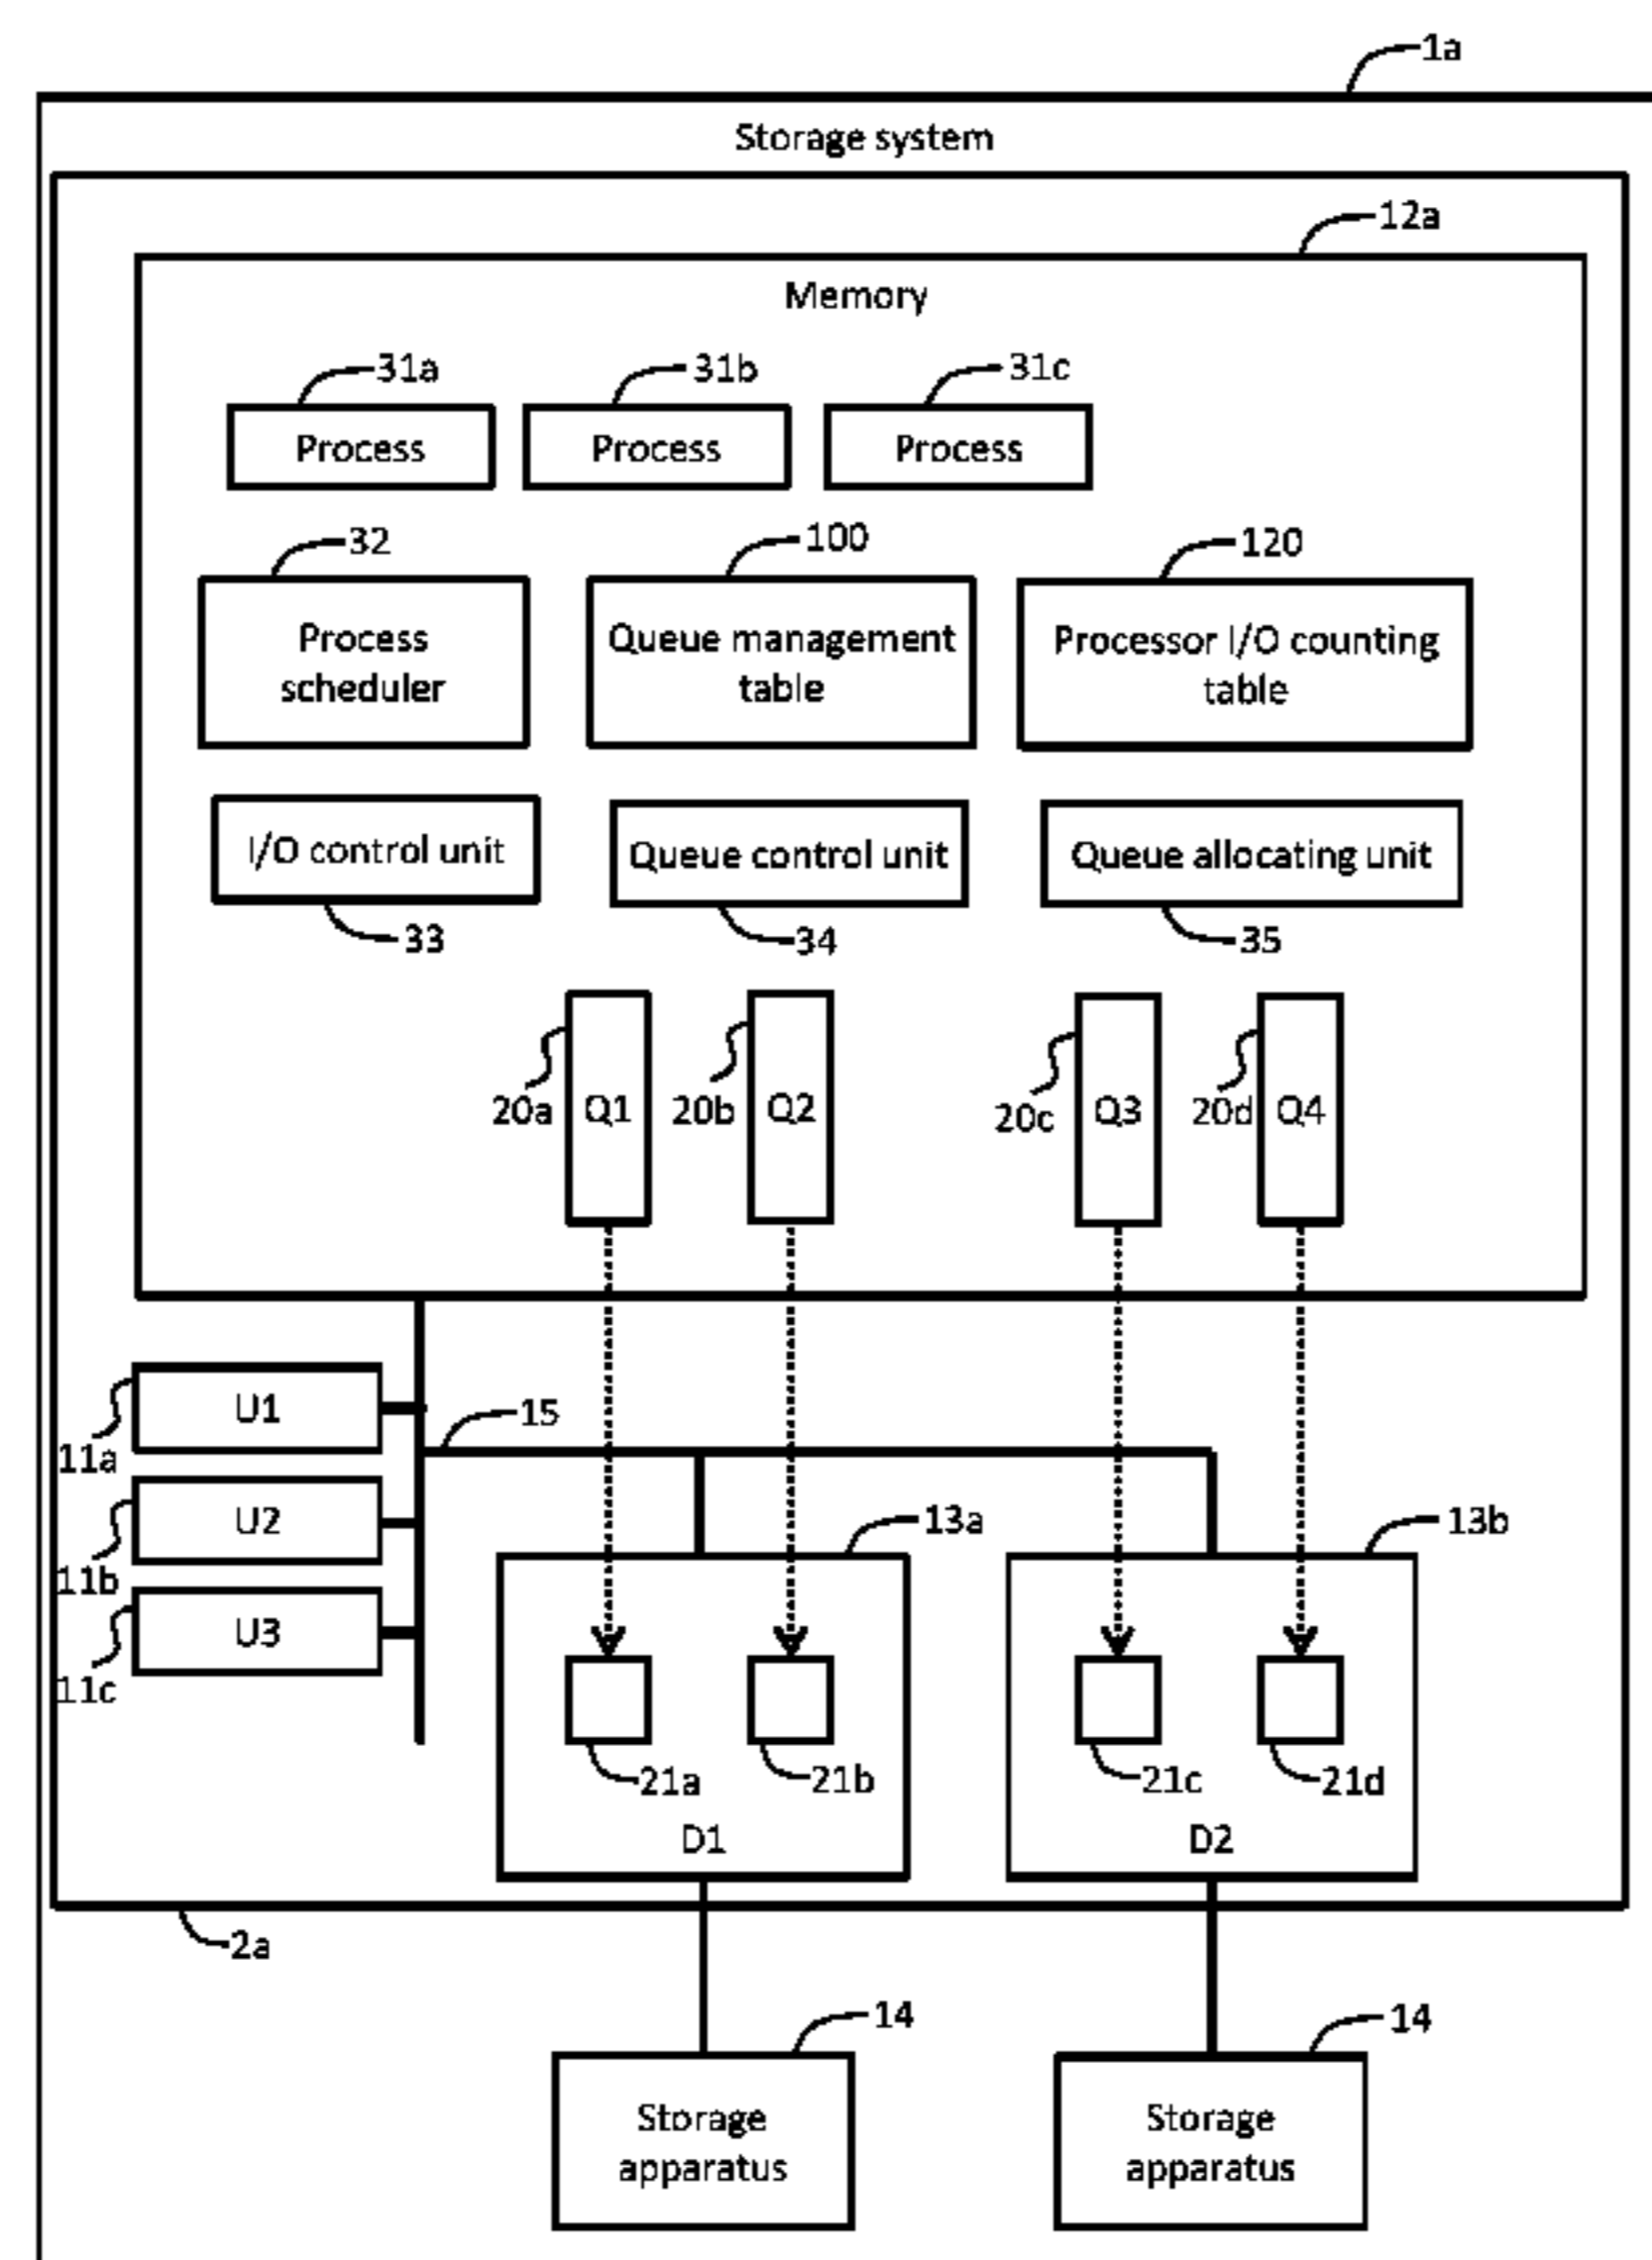 1a
Storage system
12a
Memory
31a
31b
31c
Process
Process
Process
32
100
120
Process
scheduler
Queue management
table
Processor I/O counting
table
I/O control unit
Queue control unit
Queue allocating unit
33
34
35
20a
Q1
20b
Q2
20c
Q3
20d
Q4
U1
15
11a
U2
13a
13b
11b
U3
11c
21a
21b
21c
21d
D1
D2
2a
14
14
Storage
apparatus
Storage
apparatus